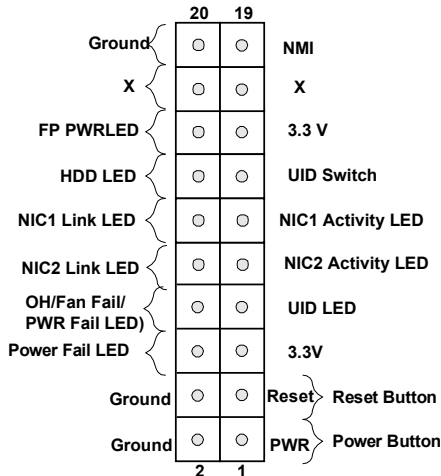 20 19
Ground NMI
X X
FP PWRLED 3.3 V
HDD LED UID Switch
NIC1 Link LED NIC1 Activity LED
NIC2 Link LED NIC2 Activity LED
OH/Fan Fail/
PWR Fail LED) UID LED
Power Fail LED 3.3V
Ground Reset Reset Button
Ground PWR Power Button
2 1